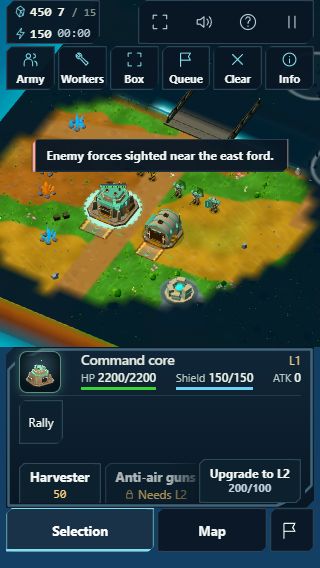 450 7 / 15
150 00:00
Army
Workers
Box
Queue
Clear
Info
Enemy forces sighted near the east ford.
Command core
L1
HP 2200/2200
Shield 150/150
ATK 0
Rally
Harvester
50
Anti-air guns
Needs L2
Upgrade to L2
200/100
Selection
Map